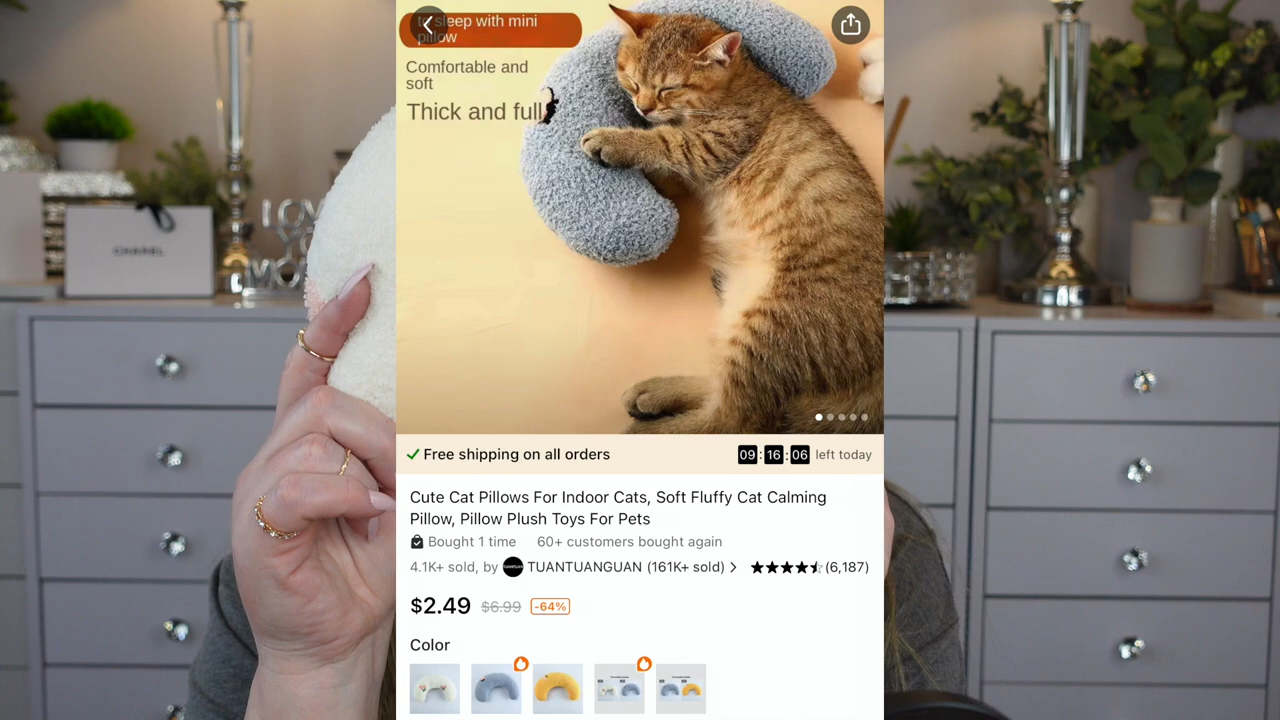 to sleep with mini
pillow
Comfortable and
soft
Thick and full
CHANEL
Free shipping on all orders
09:16:06 left today
Cute Cat Pillows For Indoor Cats, Soft Fluffy Cat Calming
Pillow, Pillow Plush Toys For Pets
Bought 1 time 60+ customers bought again
4.1K+ sold, by TUANTUANGUAN (161K+ sold) > (6,187)
$2.49 $6.99 -64%
Color